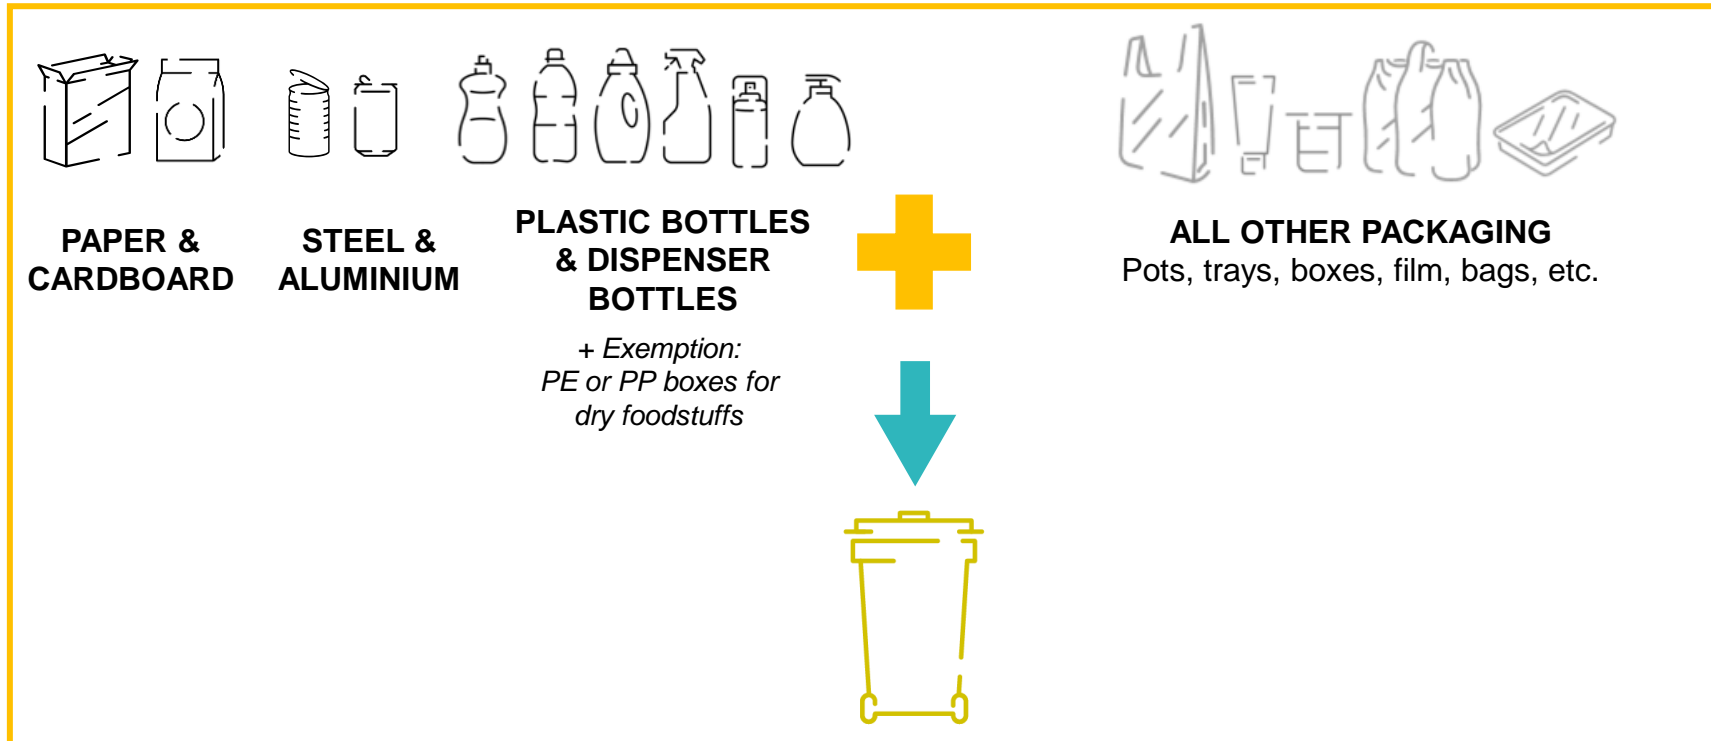 PAPER &
CARDBOARD
STEEL &
ALUMINIUM
PLASTIC BOTTLES
& DISPENSER
BOTTLES
+ Exemption:
PE or PP boxes for
dry foodstuffs
ALL OTHER PACKAGING
Pots, trays, boxes, film, bags, etc.